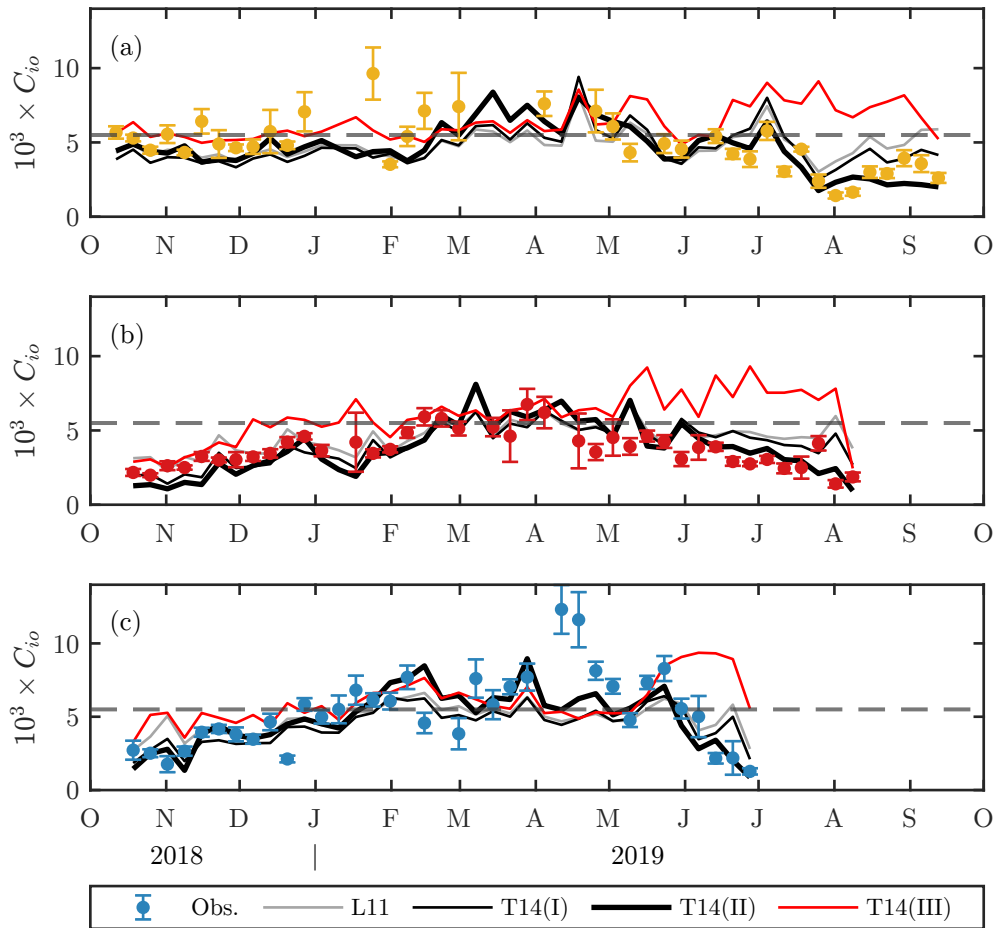 (a)
10³ × C_io
10
5
0
O N D J F M A M J J A S O
(b)
10³ × C_io
10
5
0
O N D J F M A M J J A S O
(c)
10³ × C_io
10
5
0
O N D J F M A M J J A S O
2018 | 2019
Obs. L11 T14(I) T14(II) T14(III)